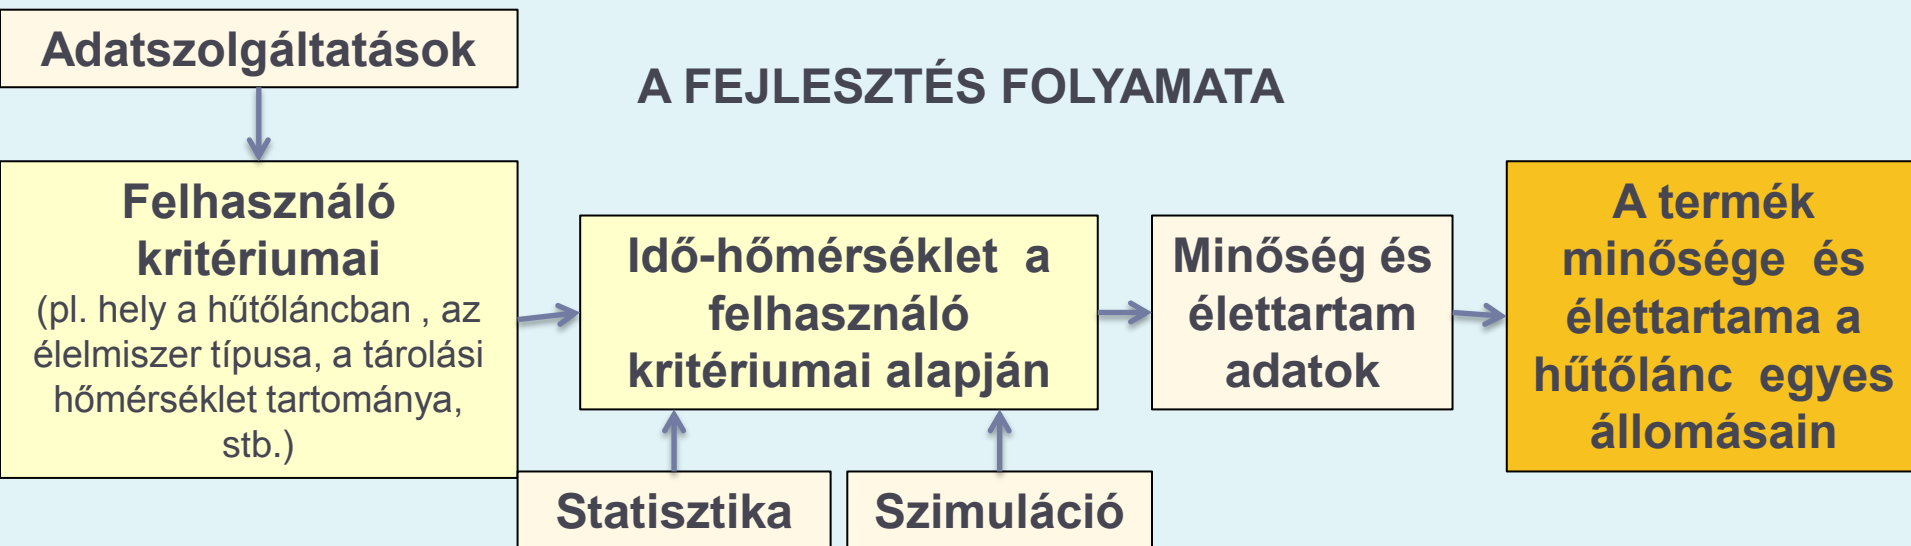 Adatszolgáltatások
A FEJLESZTÉS FOLYAMATA
Felhasználó
kritériumai
(pl. hely a hűtőláncban , az
élelmiszer típusa, a tárolási
hőmérséklet tartománya,
stb.)
Idő-hőmérséklet a
felhasználó
kritériumai alapján
Minőség és
élettartam
adatok
A termék
minősége és
élettartama a
hűtőlánc egyes
állomásain
Statisztika
Szimuláció